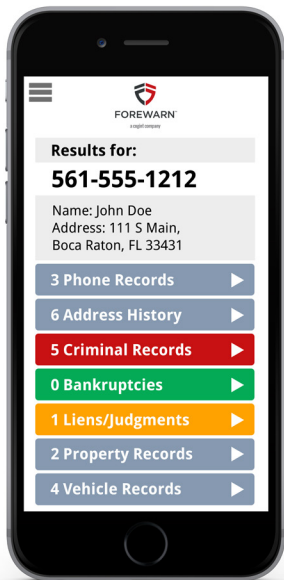 FOREWARN
a cogint company
Results for:
561-555-1212
Name: John Doe
Address: 111 S Main,
Boca Raton, FL 33431
3 Phone Records
6 Address History
5 Criminal Records
0 Bankruptcies
1 Liens/Judgments
2 Property Records
4 Vehicle Records